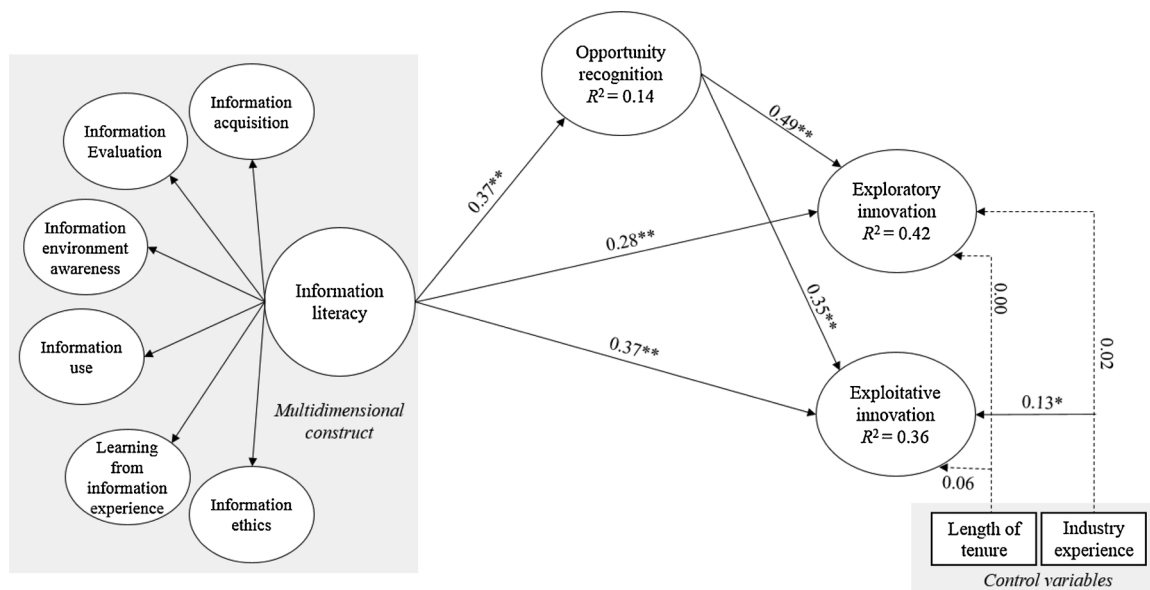 Opportunity
recognition
R² = 0.14
Information
acquisition
Information
Evaluation
Information
environment
awareness
Information
use
Learning
from
information
experience
Information
ethics
Information
literacy
Multidimensional
construct
0.37**
0.28**
0.37**
0.49**
0.35**
Exploratory
innovation
R² = 0.42
Exploitative
innovation
R² = 0.36
0.00
0.02
0.13*
0.06
Length of
tenure
Industry
experience
Control variables